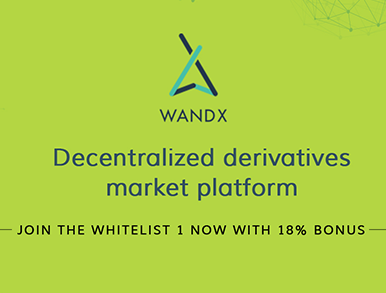 WANDX
Decentralized derivatives
market platform
JOIN THE WHITELIST 1 NOW WITH 18% BONUS